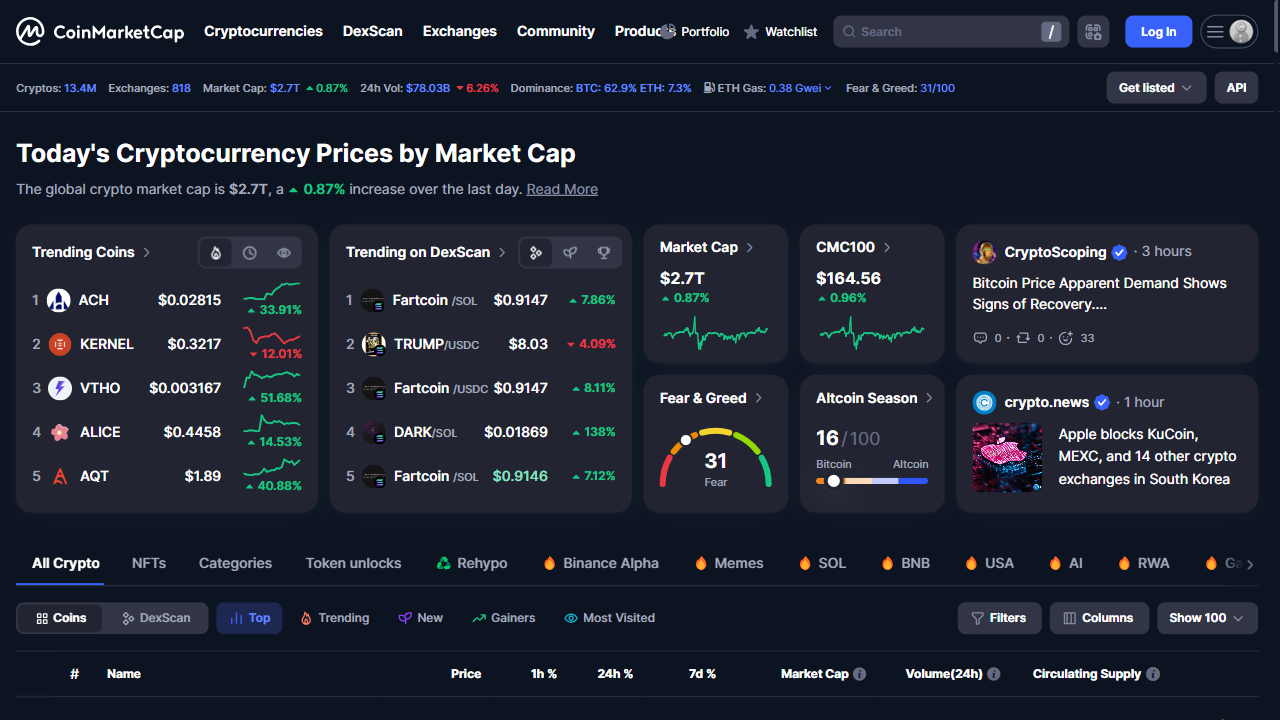 CoinMarketCap Cryptocurrencies DexScan Exchanges Community Portfolio Watchlist Search / Log In
Cryptos: 13.4M Exchanges: 818 Market Cap: $2.7T 0.87% 24h Vol: $78.03B 6.26% Dominance: BTC: 62.9% ETH: 7.3% ETH Gas: 0.38 Gwei Fear & Greed: 31/100 Get listed API
Today's Cryptocurrency Prices by Market Cap
The global crypto market cap is $2.7T, a 0.87% increase over the last day. Read More
Trending Coins
1 ACH $0.02815 33.91%
2 KERNEL $0.3217 12.01%
3 VTHO $0.003167 51.68%
4 ALICE $0.4458 14.53%
5 AQT $1.89 40.88%
Trending on DexScan
1 Fartcoin /SOL $0.9147 7.86%
2 TRUMP/USDC $8.03 4.09%
3 Fartcoin /USDC $0.9147 8.11%
4 DARK/SOL $0.01869 138%
5 Fartcoin /SOL $0.9146 7.12%
Market Cap
$2.7T
0.87%
CMC100
$164.56
0.96%
Fear & Greed
31
Fear
Altcoin Season
16/100
Bitcoin Altcoin
CryptoScoping · 3 hours
Bitcoin Price Apparent Demand Shows
Signs of Recovery....
0 · 0 · 33
crypto.news · 1 hour
Apple blocks KuCoin,
MEXC, and 14 other crypto
exchanges in South Korea
All Crypto NFTs Categories Token unlocks Rehypo Binance Alpha Memes SOL BNB USA AI RWA
Coins DexScan Top Trending New Gainers Most Visited Filters Columns Show 100
# Name Price 1h % 24h % 7d % Market Cap Volume(24h) Circulating Supply